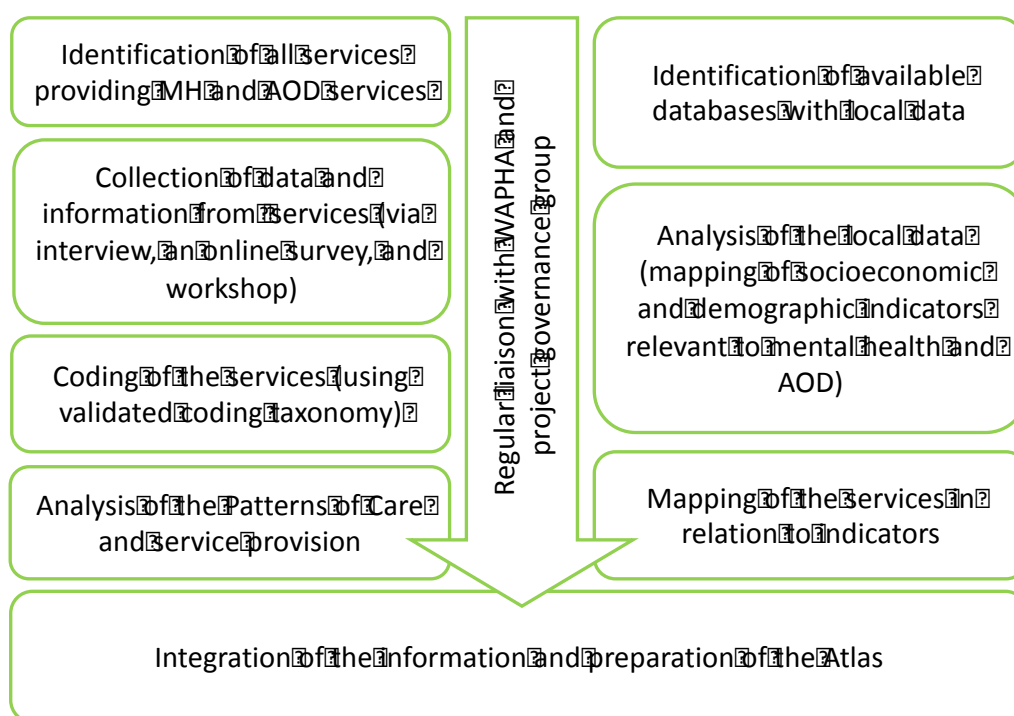 Identification of all services
providing MH and AOD services
Collection of data and
information from services (via
interview, an online survey, and
workshop)
Coding of the services (using
validated coding taxonomy)
Analysis of the Patterns of Care
and service provision
Regular liaison with WAPHA and
project governance group
Identification of available
databases with local data
Analysis of the local data
(mapping of socioeconomic
and demographic indicators
relevant to mental health and
AOD)
Mapping of the services in
relation to indicators
Integration of the information and preparation of the Atlas